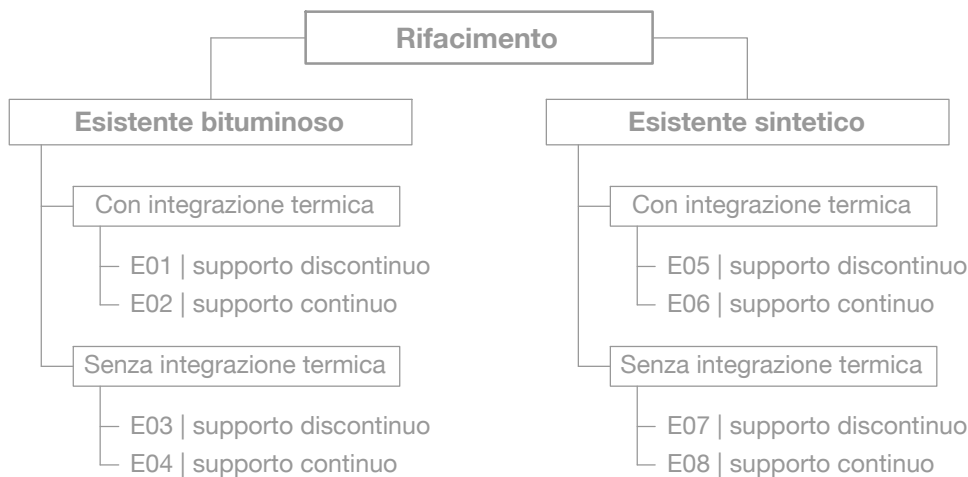 Rifacimento
Esistente bituminoso
Con integrazione termica
E01 | supporto discontinuo
E02 | supporto continuo
Senza integrazione termica
E03 | supporto discontinuo
E04 | supporto continuo
Esistente sintetico
Con integrazione termica
E05 | supporto discontinuo
E06 | supporto continuo
Senza integrazione termica
E07 | supporto discontinuo
E08 | supporto continuo